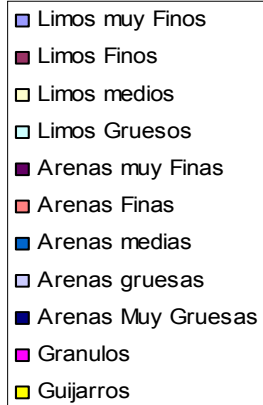 Limos muy Finos
Limos Finos
Limos medios
Limos Gruesos
Arenas muy Finas
Arenas Finas
Arenas medias
Arenas gruesas
Arenas Muy Gruesas
Granulos
Guijarros